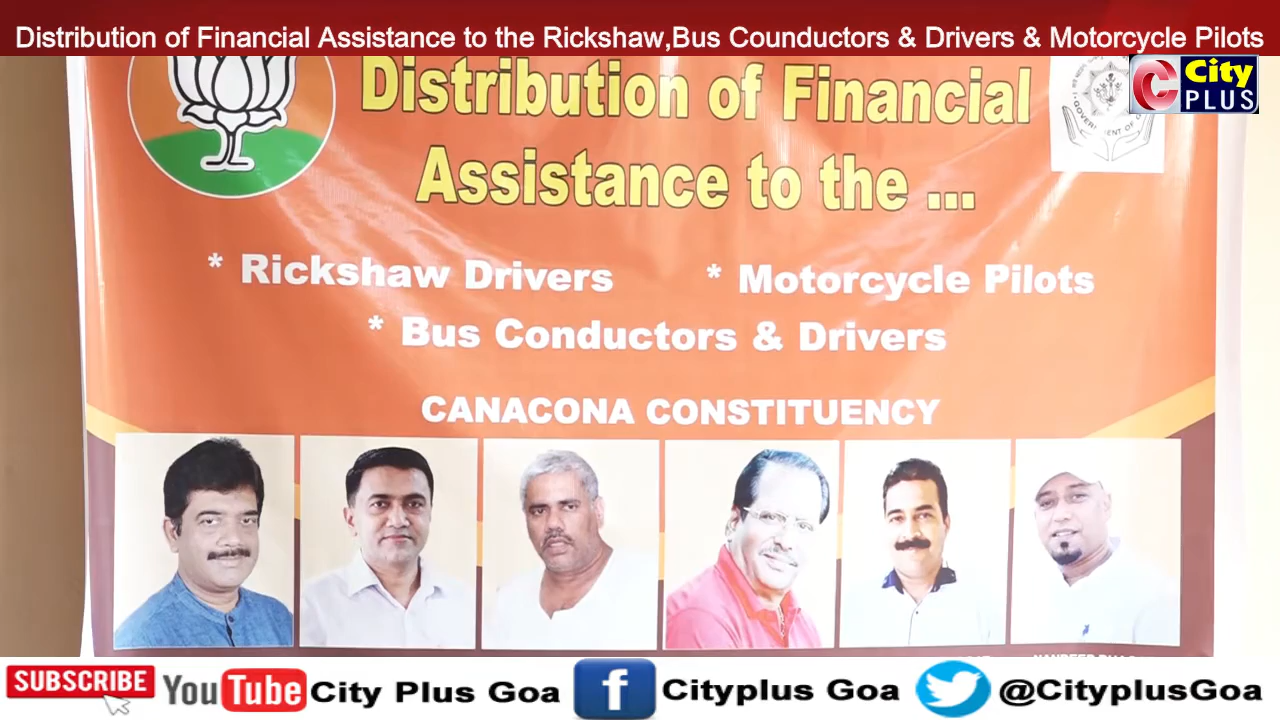 Distribution of Financial Assistance to the Rickshaw,Bus Counductors & Drivers & Motorcycle Pilots
City
PLUS
Distribution of Financial
Assistance to the ...
* Rickshaw Drivers * Motorcycle Pilots
* Bus Conductors & Drivers
CANACONA CONSTITUENCY
SUBSCRIBE YouTube City Plus Goa f Cityplus Goa @CityplusGoa